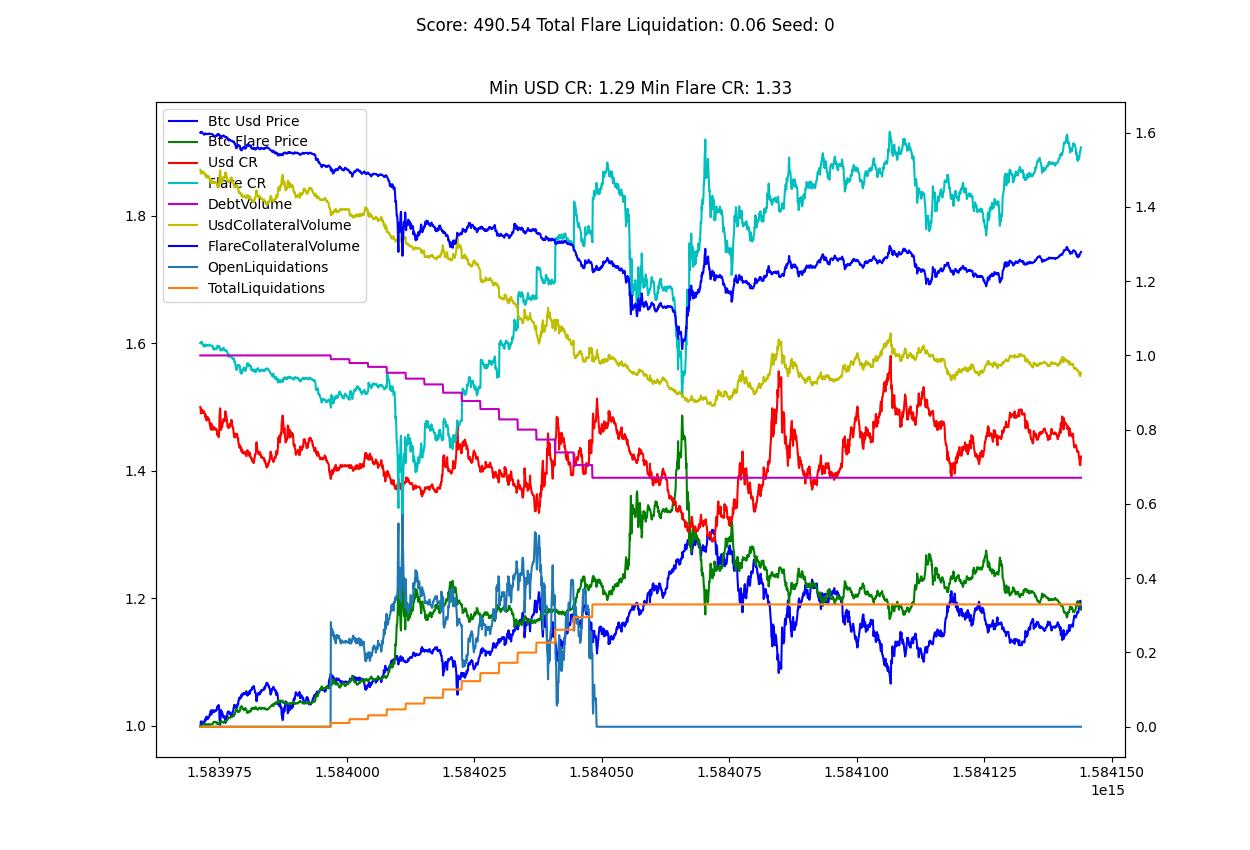 Score: 490.54 Total Flare Liquidation: 0.06 Seed: 0
Min USD CR: 1.29 Min Flare CR: 1.33
Btc Usd Price
Btc Flare Price
Usd CR
Flare CR
DebtVolume
UsdCollateralVolume
FlareCollateralVolume
OpenLiquidations
TotalLiquidations
1.8
1.6
1.4
1.2
1.0
1.6
1.4
1.2
1.0
0.8
0.6
0.4
0.2
0.0
1.583975 1.584000 1.584025 1.584050 1.584075 1.584100 1.584125 1.584150
1e15